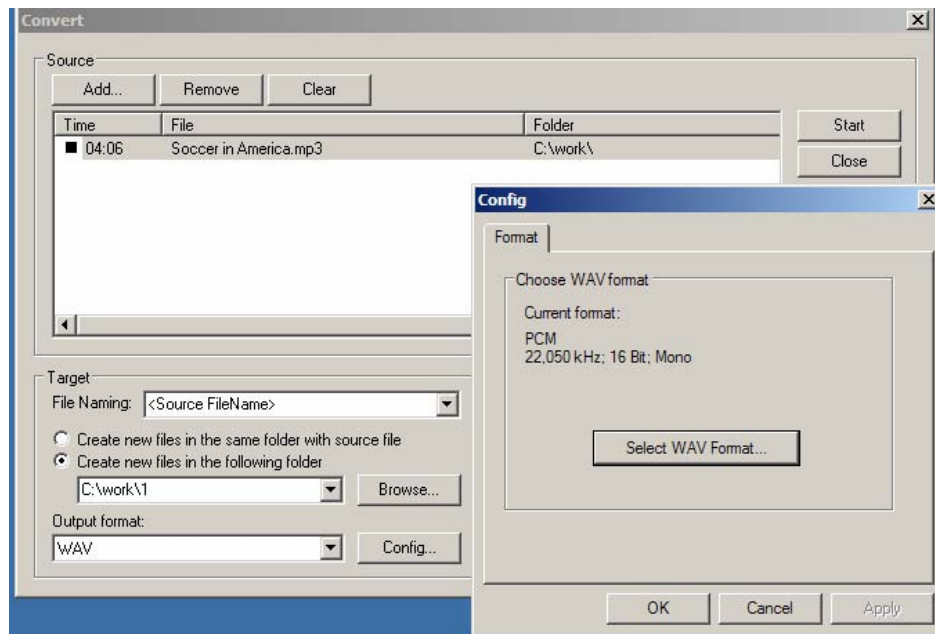 Convert
Source
Add... Remove Clear
Time File Folder
04:06 Soccer in America.mp3 C:\work\
Start
Close
Target
File Naming: <Source FileName>
Create new files in the same folder with source file
Create new files in the following folder
C:\work\1 Browse...
Output format:
WAV Config...
Config
Format
Choose WAV format
Current format:
PCM
22,050 kHz; 16 Bit; Mono
Select WAV Format...
OK Cancel Apply